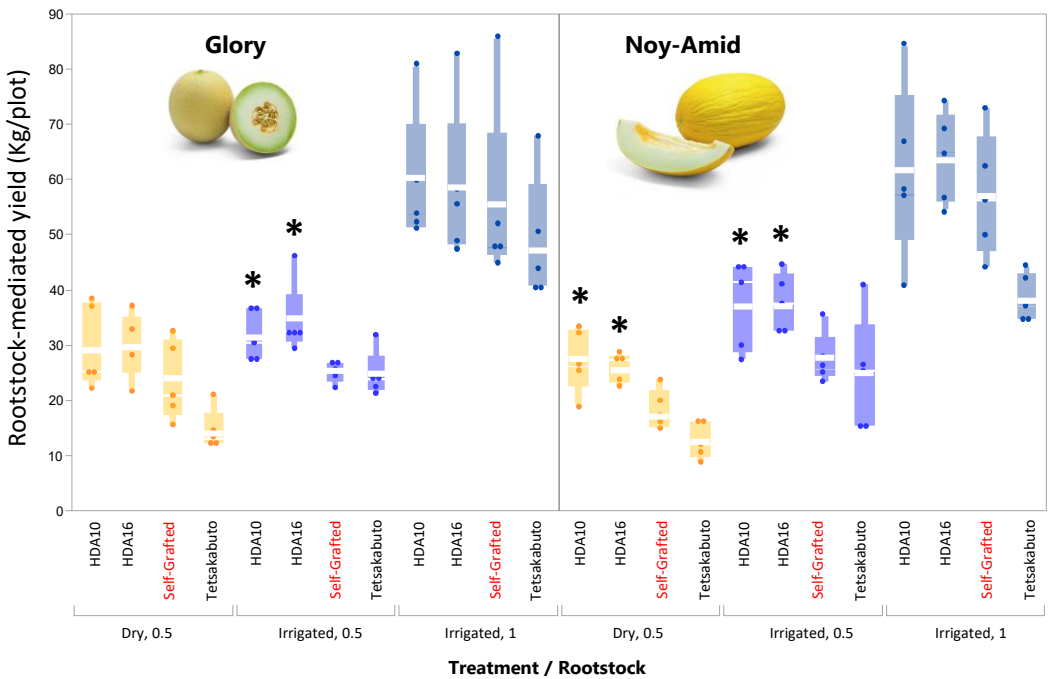 Rootstock-mediated yield (Kg/plot)
90
80
70
60
50
40
30
20
10
0
Glory
Noy-Amid
* * * * * *
HDA10 HDA16 Self-Grafted Tetsakabuto HDA10 HDA16 Self-Grafted Tetsakabuto HDA10 HDA16 Self-Grafted Tetsakabuto HDA10 HDA16 Self-Grafted Tetsakabuto HDA10 HDA16 Self-Grafted Tetsakabuto HDA10 HDA16 Self-Grafted Tetsakabuto
Dry, 0.5 Irrigated, 0.5 Irrigated, 1 Dry, 0.5 Irrigated, 0.5 Irrigated, 1
Treatment / Rootstock